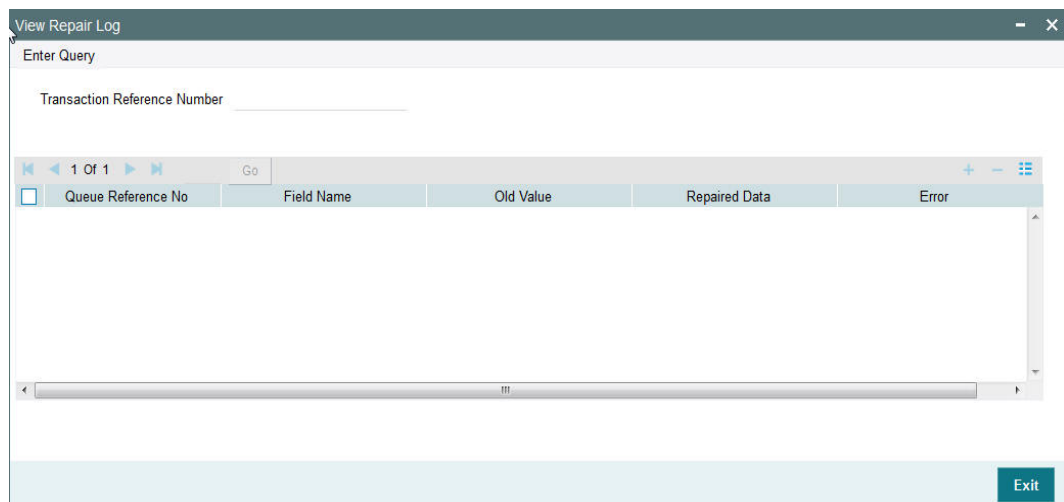 View Repair Log
Enter Query
Transaction Reference Number
1 Of 1 Go
Queue Reference No Field Name Old Value Repaired Data Error
Exit